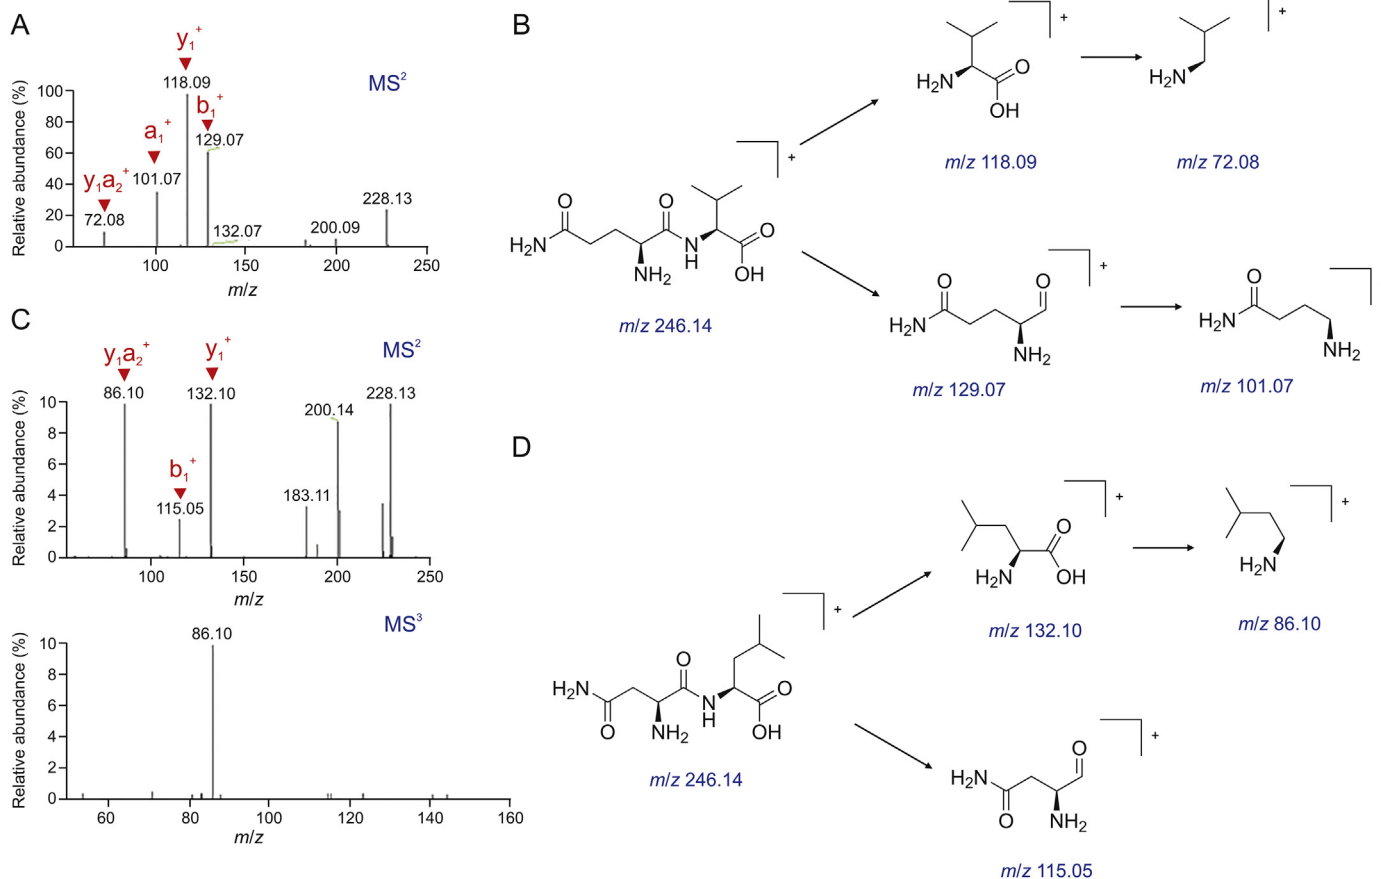 A
MS²
y₁⁺
118.09
b₁⁺
129.07
a₁⁺
101.07
y₁a₂⁺
72.08
132.07
200.09
228.13
Relative abundance (%)
100
80
60
40
20
0
100 150 200 250
m/z
B
H₂N O OH +
m/z 118.09
H₂N +
m/z 72.08
O O O H₂N N H NH₂ OH +
m/z 246.14
O O H₂N NH₂ +
m/z 129.07
O H₂N NH₂
m/z 101.07
C
MS²
y₁a₂⁺
86.10
y₁⁺
132.10
b₁⁺
115.05
183.11
200.14
228.13
Relative abundance (%)
10
8
6
4
2
0
100 150 200 250
m/z
MS³
86.10
Relative abundance (%)
10
8
6
4
2
0
60 80 100 120 140 160
m/z
D
O H₂N OH +
m/z 132.10
H₂N +
m/z 86.10
H₂N O O O N H NH₂ OH +
m/z 246.14
H₂N O O NH₂ +
m/z 115.05